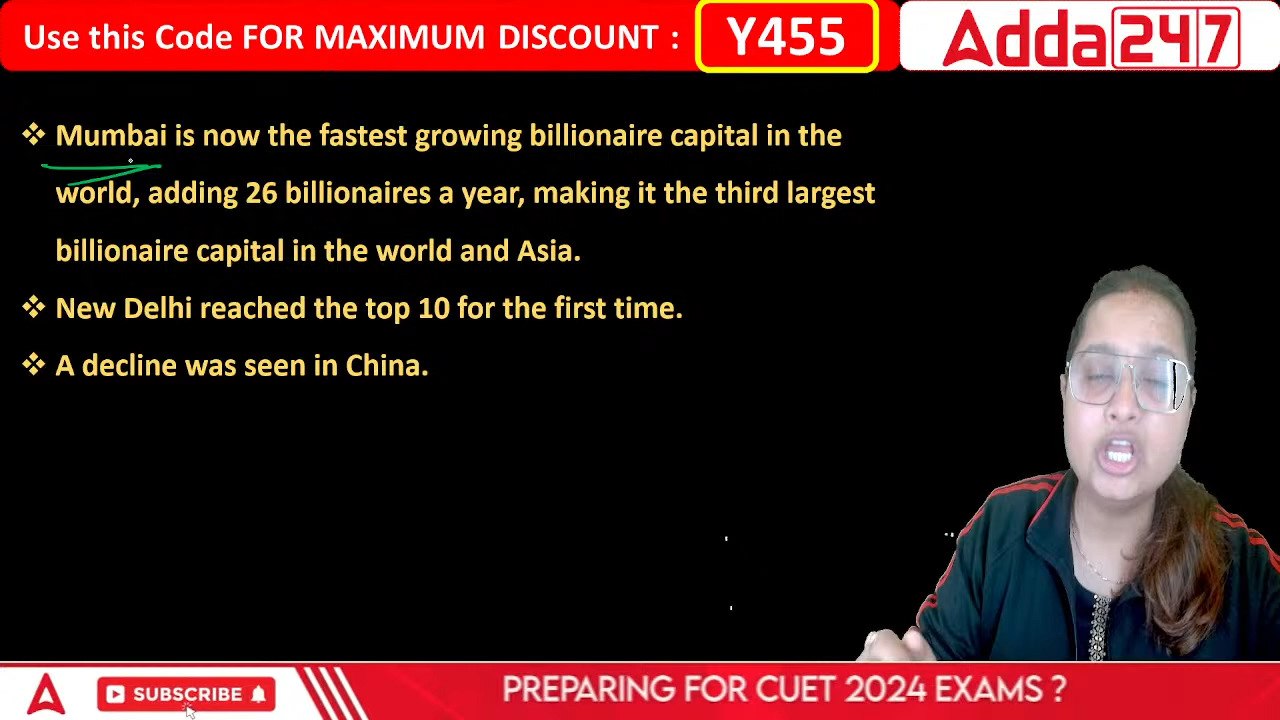 Use this Code FOR MAXIMUM DISCOUNT : Y455 Adda247
❖ Mumbai is now the fastest growing billionaire capital in the
world, adding 26 billionaires a year, making it the third largest
billionaire capital in the world and Asia.
❖ New Delhi reached the top 10 for the first time.
❖ A decline was seen in China.
SUBSCRIBE PREPARING FOR CUET 2024 EXAMS ?